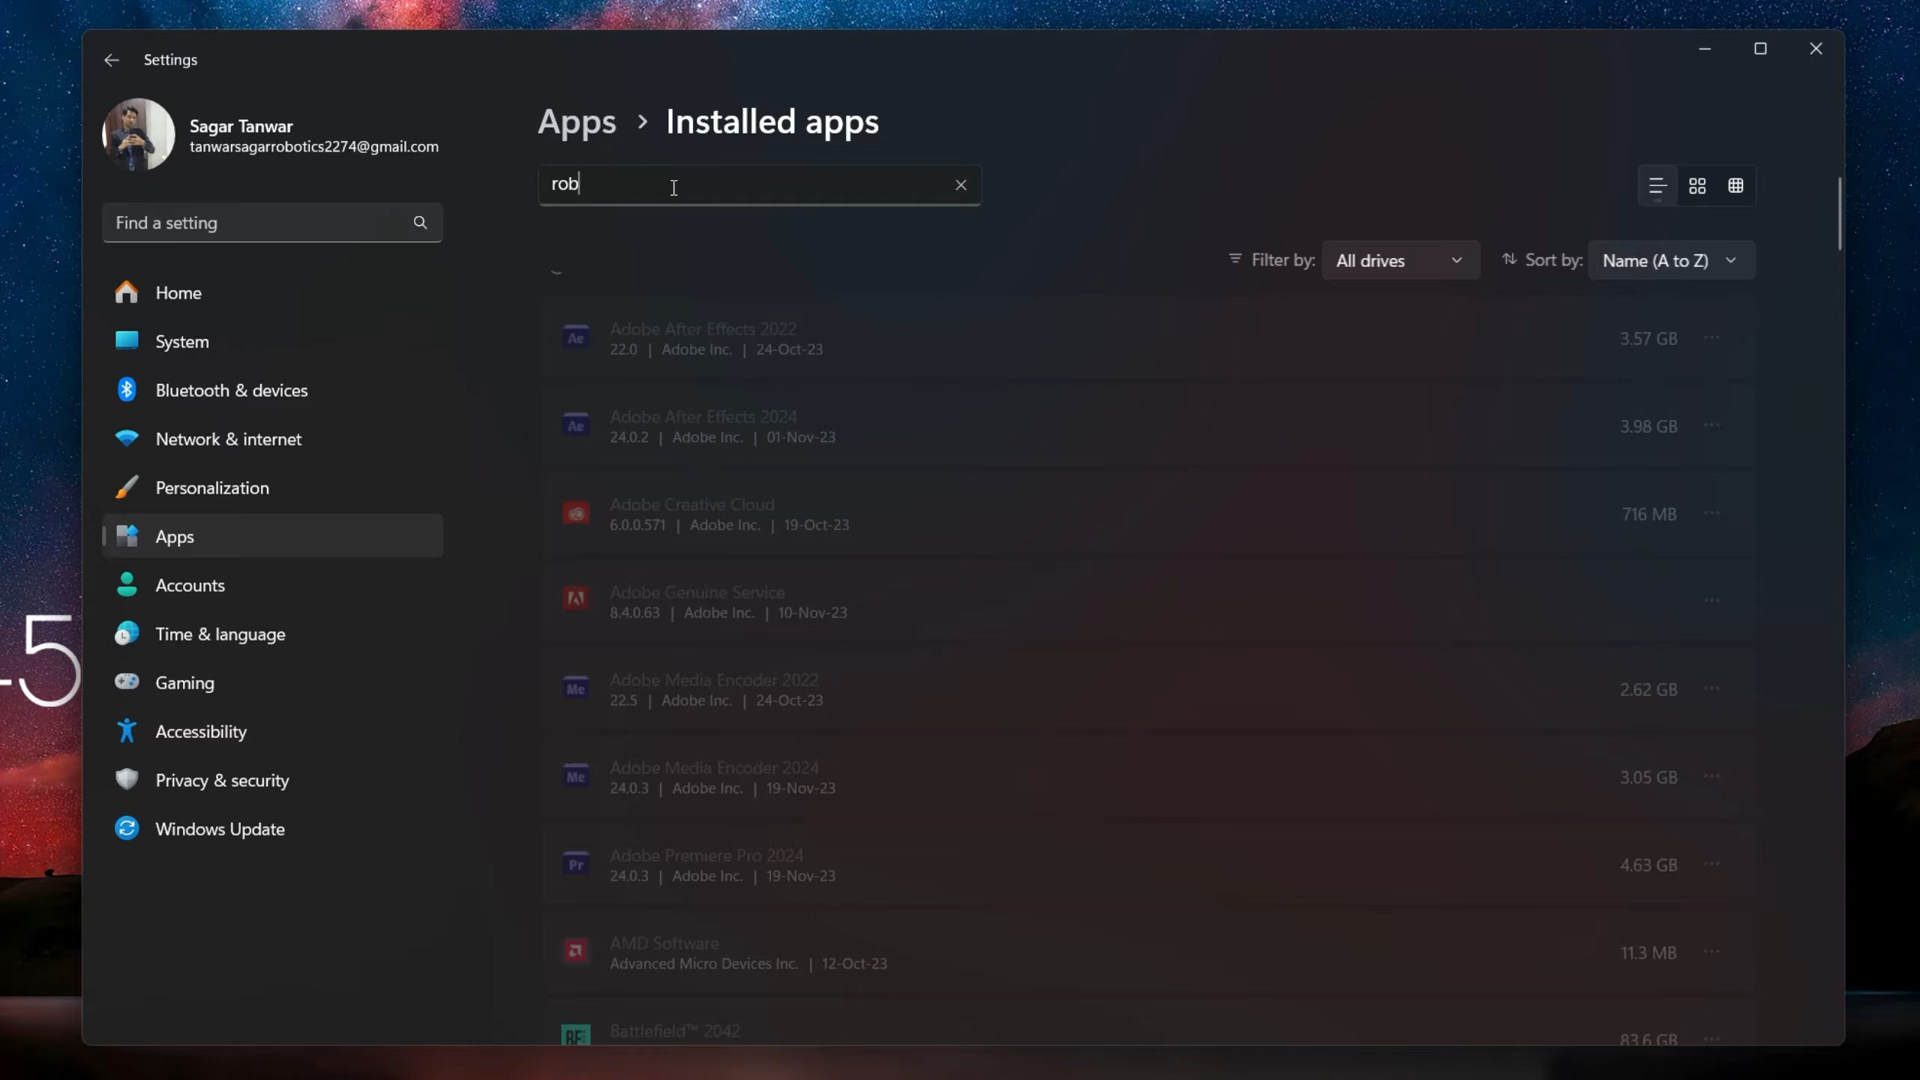 Settings
Sagar Tanwar
tanwarsagarrobotics2274@gmail.com
Find a setting
Home
System
Bluetooth & devices
Network & internet
Personalization
Apps
Accounts
Time & language
Gaming
Accessibility
Privacy & security
Windows Update
Apps > Installed apps
rob
Filter by: All drives
Sort by: Name (A to Z)
Ae
Adobe After Effects 2022
22.0 | Adobe Inc. | 24-Oct-23
3.57 GB
Ae
Adobe After Effects 2024
24.0.2 | Adobe Inc. | 01-Nov-23
3.98 GB
Adobe Creative Cloud
6.0.0.571 | Adobe Inc. | 19-Oct-23
716 MB
Adobe Genuine Service
8.4.0.63 | Adobe Inc. | 10-Nov-23
Me
Adobe Media Encoder 2022
22.5 | Adobe Inc. | 24-Oct-23
2.62 GB
Me
Adobe Media Encoder 2024
24.0.3 | Adobe Inc. | 19-Nov-23
3.05 GB
Pr
Adobe Premiere Pro 2024
24.0.3 | Adobe Inc. | 19-Nov-23
4.63 GB
AMD Software
Advanced Micro Devices Inc. | 12-Oct-23
11.3 MB
BF
Battlefield™ 2042
83.6 GB
5